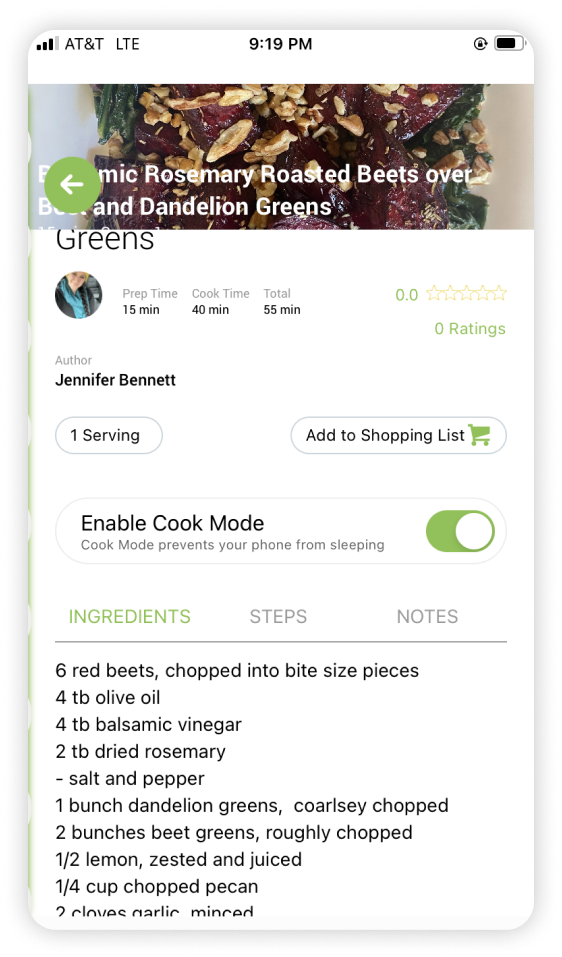 AT&T LTE 9:19 PM
mic Rosemary Roasted Beets over
and Dandelion Greens
Greens
Prep Time Cook Time Total
15 min 40 min 55 min
0.0
0 Ratings
Author
Jennifer Bennett
1 Serving
Add to Shopping List
Enable Cook Mode
Cook Mode prevents your phone from sleeping
INGREDIENTS STEPS NOTES
6 red beets, chopped into bite size pieces
4 tb olive oil
4 tb balsamic vinegar
2 tb dried rosemary
- salt and pepper
1 bunch dandelion greens,  coarlsey chopped
2 bunches beet greens, roughly chopped
1/2 lemon, zested and juiced
1/4 cup chopped pecan
2 cloves garlic, minced